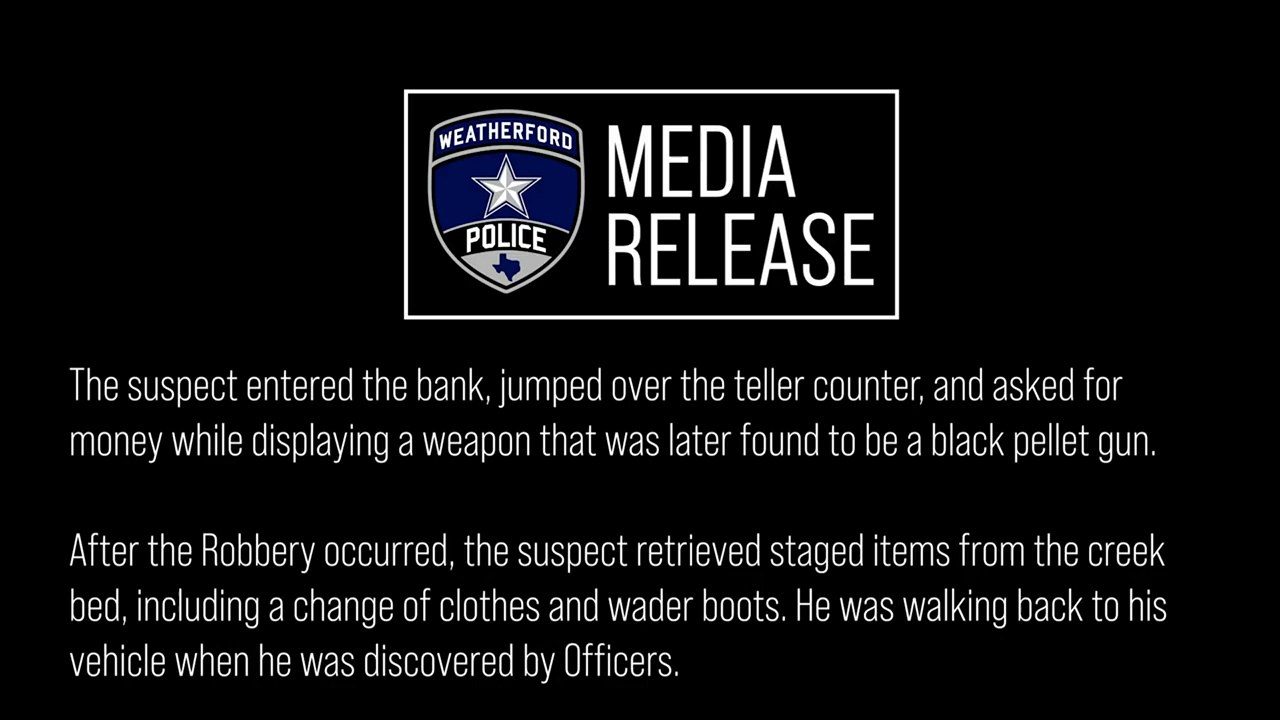 WEATHERFORD
POLICE
MEDIA
RELEASE
The suspect entered the bank, jumped over the teller counter, and asked for
money while displaying a weapon that was later found to be a black pellet gun.
After the Robbery occurred, the suspect retrieved staged items from the creek
bed, including a change of clothes and wader boots. He was walking back to his
vehicle when he was discovered by Officers.